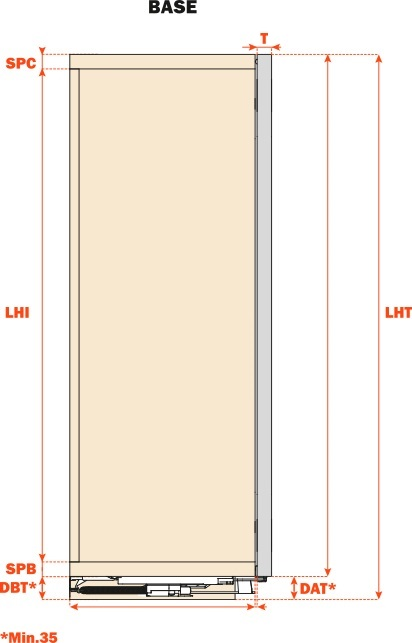 BASE
T
SPC
LHI
LHT
SPB
DBT*
DAT*
*Min.35